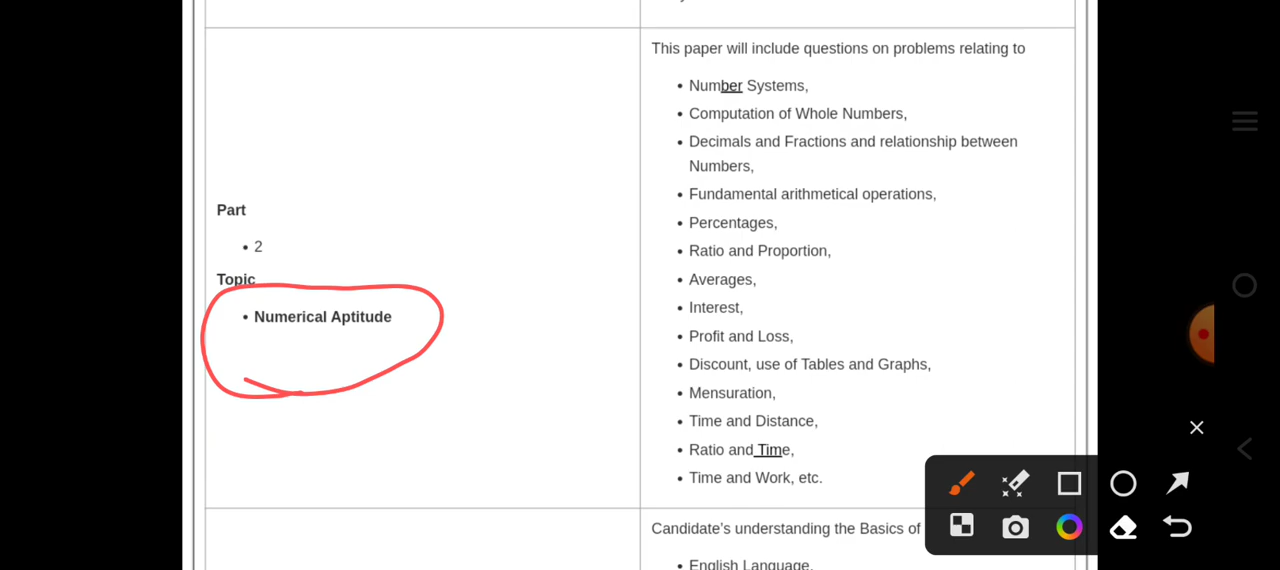 This paper will include questions on problems relating to
• Number Systems,
• Computation of Whole Numbers,
• Decimals and Fractions and relationship between
Numbers,
• Fundamental arithmetical operations,
• Percentages,
Part
• 2
• Ratio and Proportion,
Topic
• Averages,
• Numerical Aptitude
• Interest,
• Profit and Loss,
• Discount, use of Tables and Graphs,
• Mensuration,
• Time and Distance,
• Ratio and Time,
• Time and Work, etc.
Candidate's understanding the Basics of
• English Language,